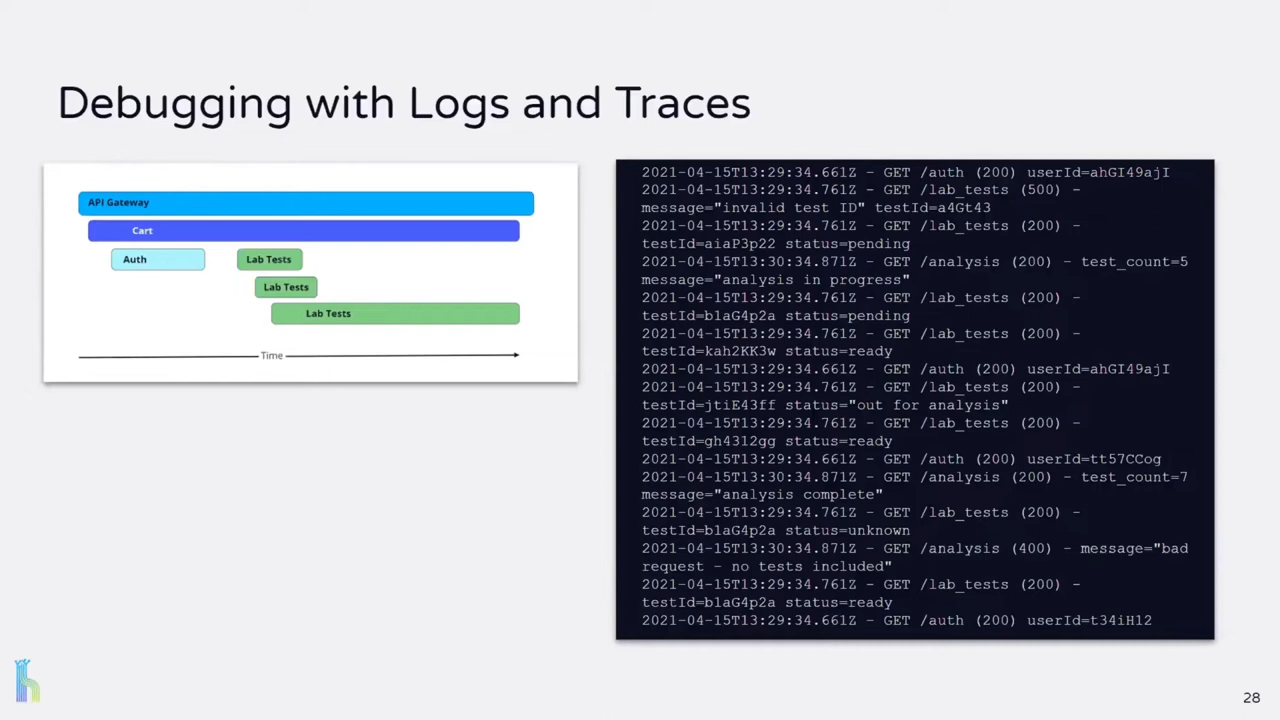 Debugging with Logs and Traces
API Gateway
Cart
Auth
Lab Tests
Lab Tests
Lab Tests
Time
2021-04-15T13:29:34.661Z - GET /auth (200) userId=ahGI49ajI
2021-04-15T13:29:34.761Z - GET /lab_tests (500) -
message="invalid test ID" testId=a4Gt43
2021-04-15T13:29:34.761Z - GET /lab_tests (200) -
testId=aiaP3p22 status=pending
2021-04-15T13:30:34.871Z - GET /analysis (200) - test_count=5
message="analysis in progress"
2021-04-15T13:29:34.761Z - GET /lab_tests (200) -
testId=b1aG4p2a status=pending
2021-04-15T13:29:34.761Z - GET /lab_tests (200) -
testId=kah2KK3w status=ready
2021-04-15T13:29:34.661Z - GET /auth (200) userId=ahGI49ajI
2021-04-15T13:29:34.761Z - GET /lab_tests (200) -
testId=jtiE43ff status="out for analysis"
2021-04-15T13:29:34.761Z - GET /lab_tests (200) -
testId=gh4312gg status=ready
2021-04-15T13:29:34.661Z - GET /auth (200) userId=tt57CCog
2021-04-15T13:30:34.871Z - GET /analysis (200) - test_count=7
message="analysis complete"
2021-04-15T13:29:34.761Z - GET /lab_tests (200) -
testId=b1aG4p2a status=unknown
2021-04-15T13:30:34.871Z - GET /analysis (400) - message="bad
request - no tests included"
2021-04-15T13:29:34.761Z - GET /lab_tests (200) -
testId=b1aG4p2a status=ready
2021-04-15T13:29:34.661Z - GET /auth (200) userId=t34iH12
28